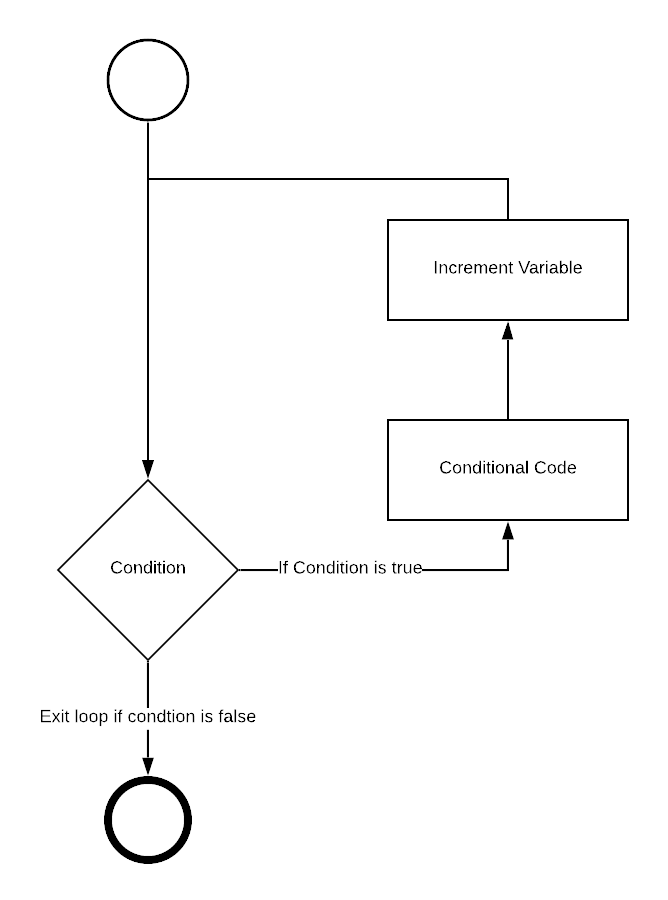 Increment Variable
Conditional Code
Condition
If Condition is true
Exit loop if condtion is false